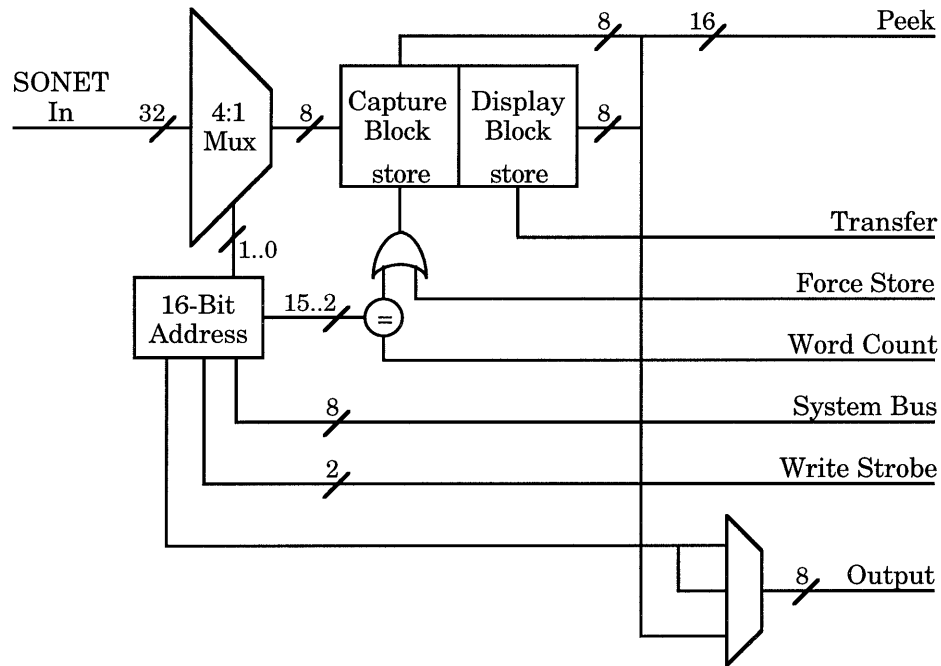 8
16
Peek
SONET
In
32
4:1
Mux
8
Capture
Block
store
Display
Block
store
8
Transfer
1..0
Force Store
16-Bit
Address
15..2
=
Word Count
8
System Bus
2
Write Strobe
8
Output